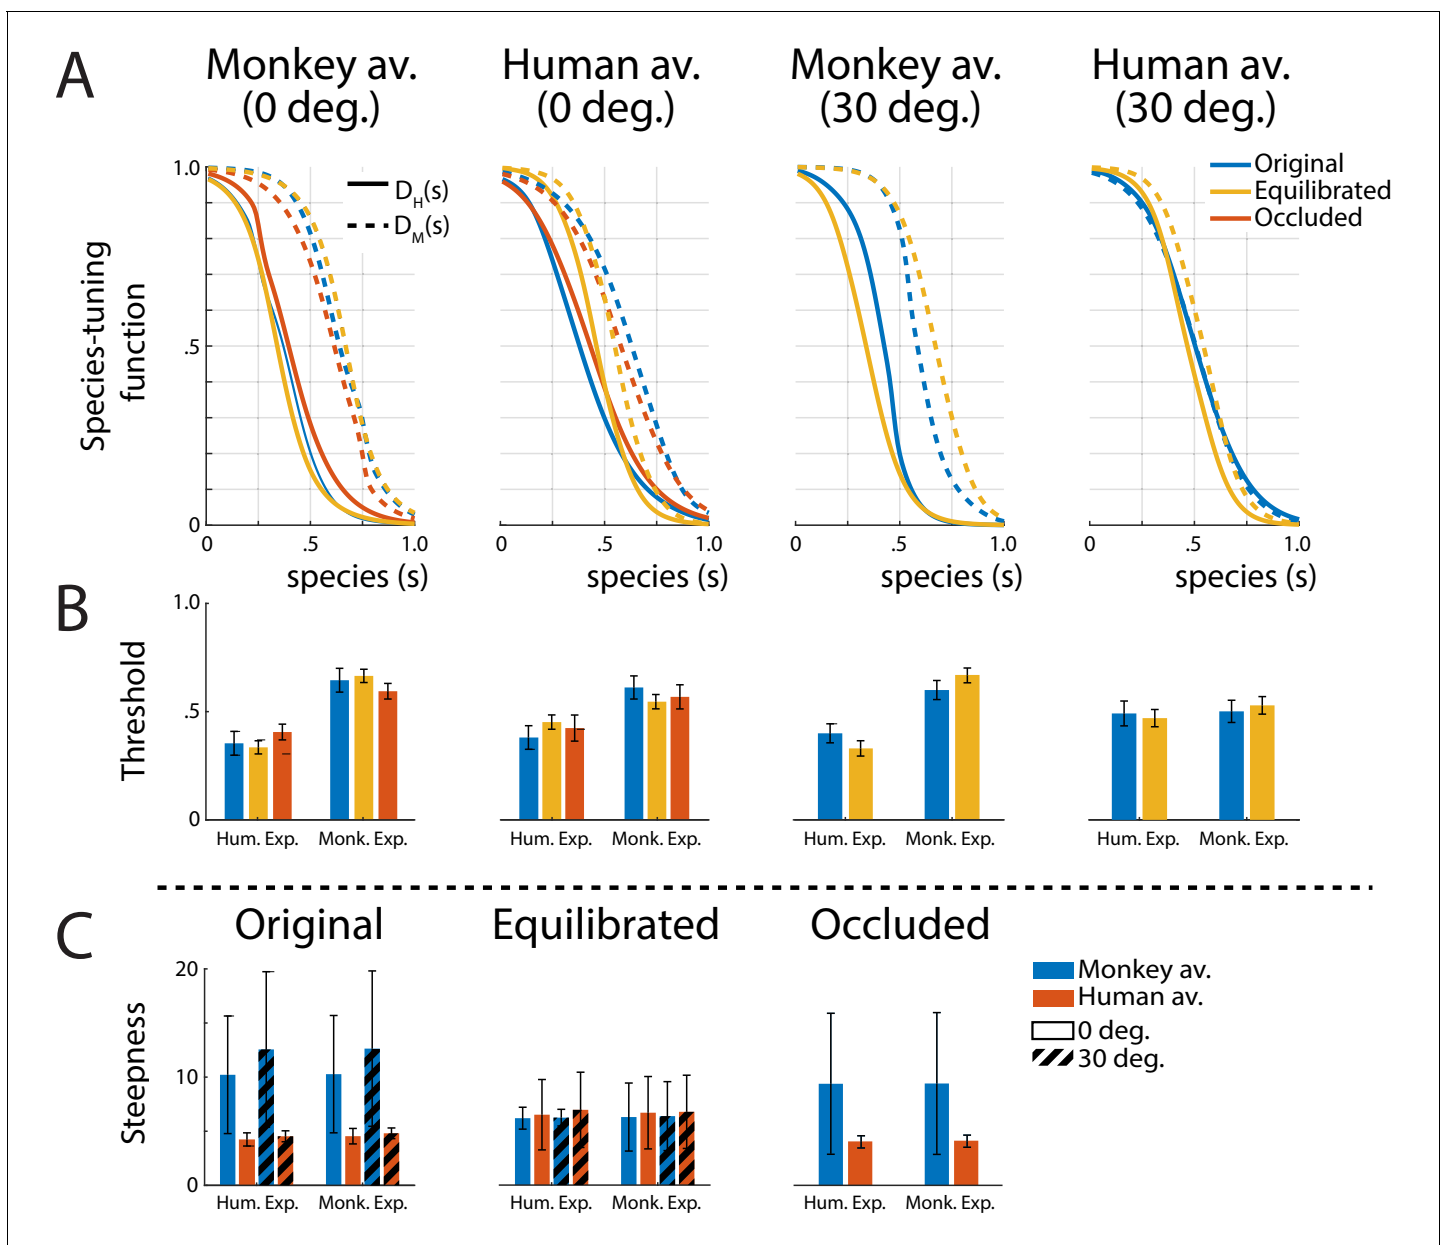 A
Monkey av.
(0 deg.)
Human av.
(0 deg.)
Monkey av.
(30 deg.)
Human av.
(30 deg.)
Species-tuning
function
1.0
.5
0
D_H(s)
D_M(s)
Original
Equilibrated
Occluded
0 .5 1.0
species (s)
0 .5 1.0
species (s)
0 .5 1.0
species (s)
0 .5 1.0
species (s)
B
Threshold
1.0
.5
0
Hum. Exp. Monk. Exp.
Hum. Exp. Monk. Exp.
Hum. Exp. Monk. Exp.
Hum. Exp. Monk. Exp.
C
Original
Equilibrated
Occluded
Steepness
20
10
0
Hum. Exp. Monk. Exp.
Hum. Exp. Monk. Exp.
Hum. Exp. Monk. Exp.
Monkey av.
Human av.
0 deg.
30 deg.